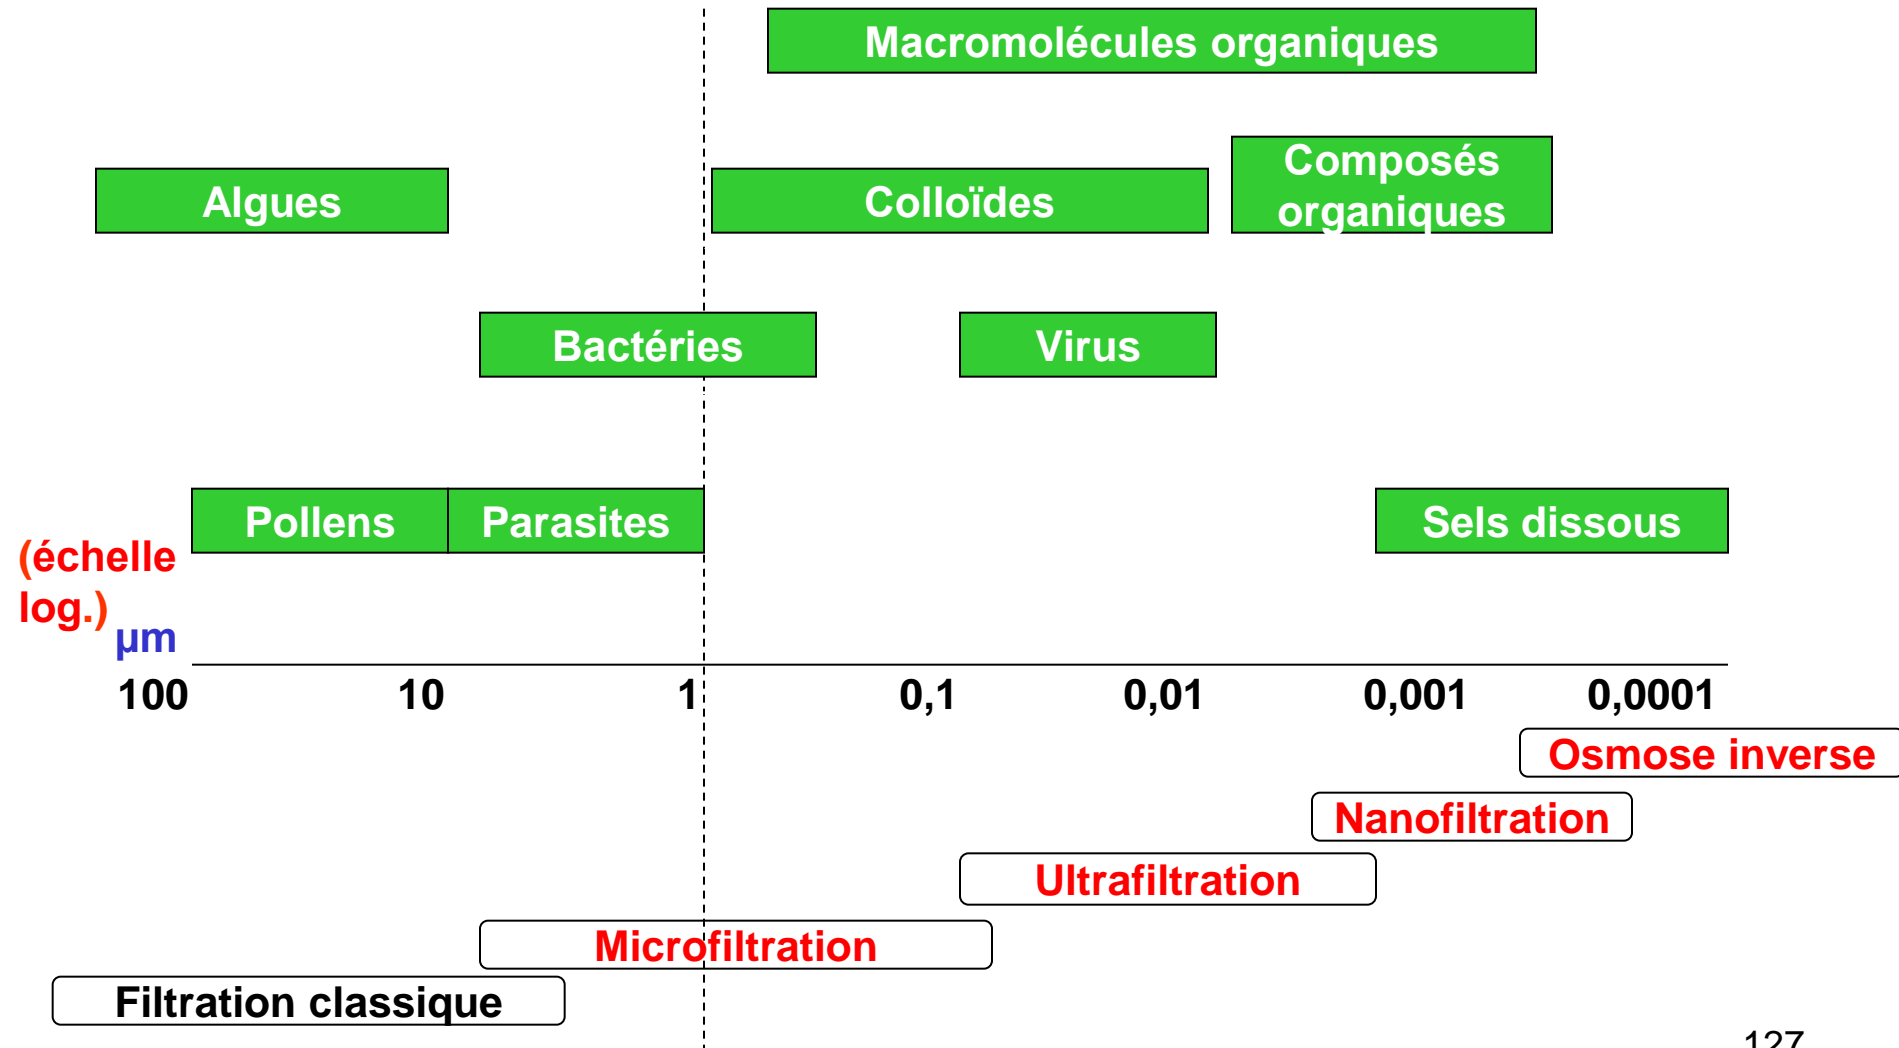 Macromolécules organiques
Composés
organiques
Algues
Colloïdes
Bactéries
Virus
Pollens
Parasites
Sels dissous
(échelle
log.)
µm
100 10 1 0,1 0,01 0,001 0,0001
Osmose inverse
Nanofiltration
Ultrafiltration
Microfiltration
Filtration classique
127